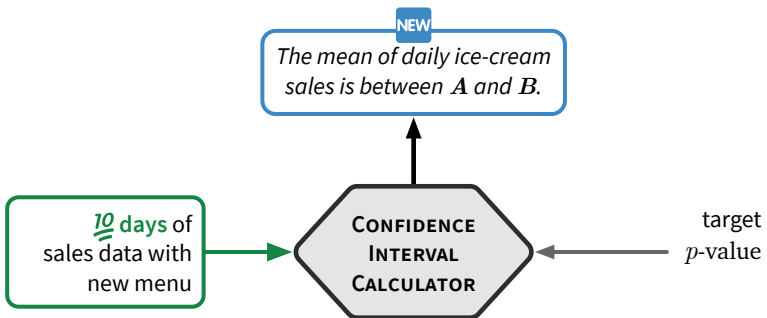 NEW
The mean of daily ice-cream
sales is between A and B.
10 days of
sales data with
new menu
CONFIDENCE
INTERVAL
CALCULATOR
target
p-value